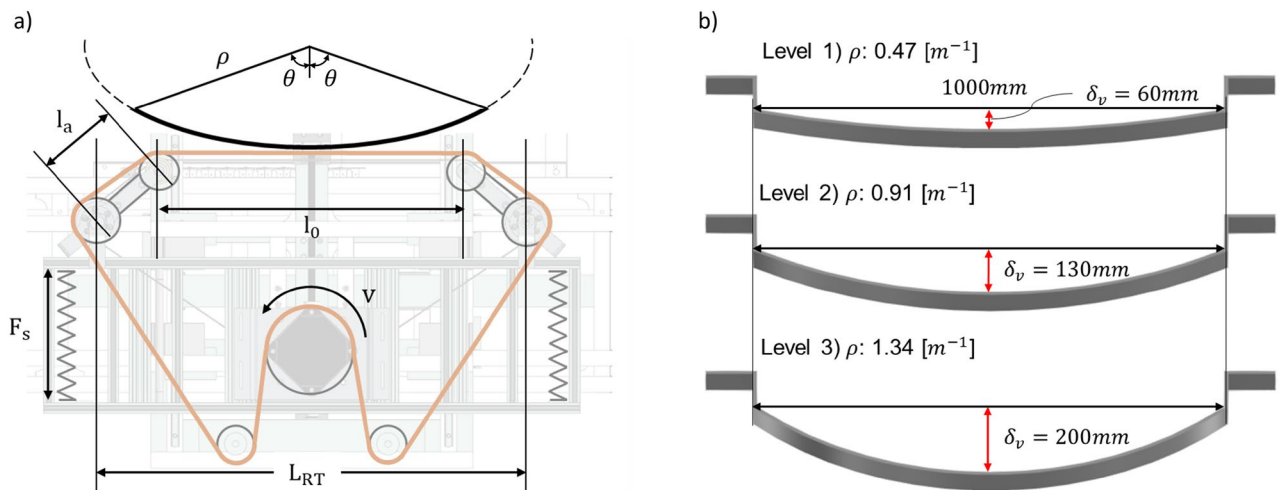 a)
ρ
θ θ
l_a
l_0
F_s
v
L_RT
b)
Level 1) ρ: 0.47 [m⁻¹]
1000mm
δ_v = 60mm
Level 2) ρ: 0.91 [m⁻¹]
δ_v = 130mm
Level 3) ρ: 1.34 [m⁻¹]
δ_v = 200mm